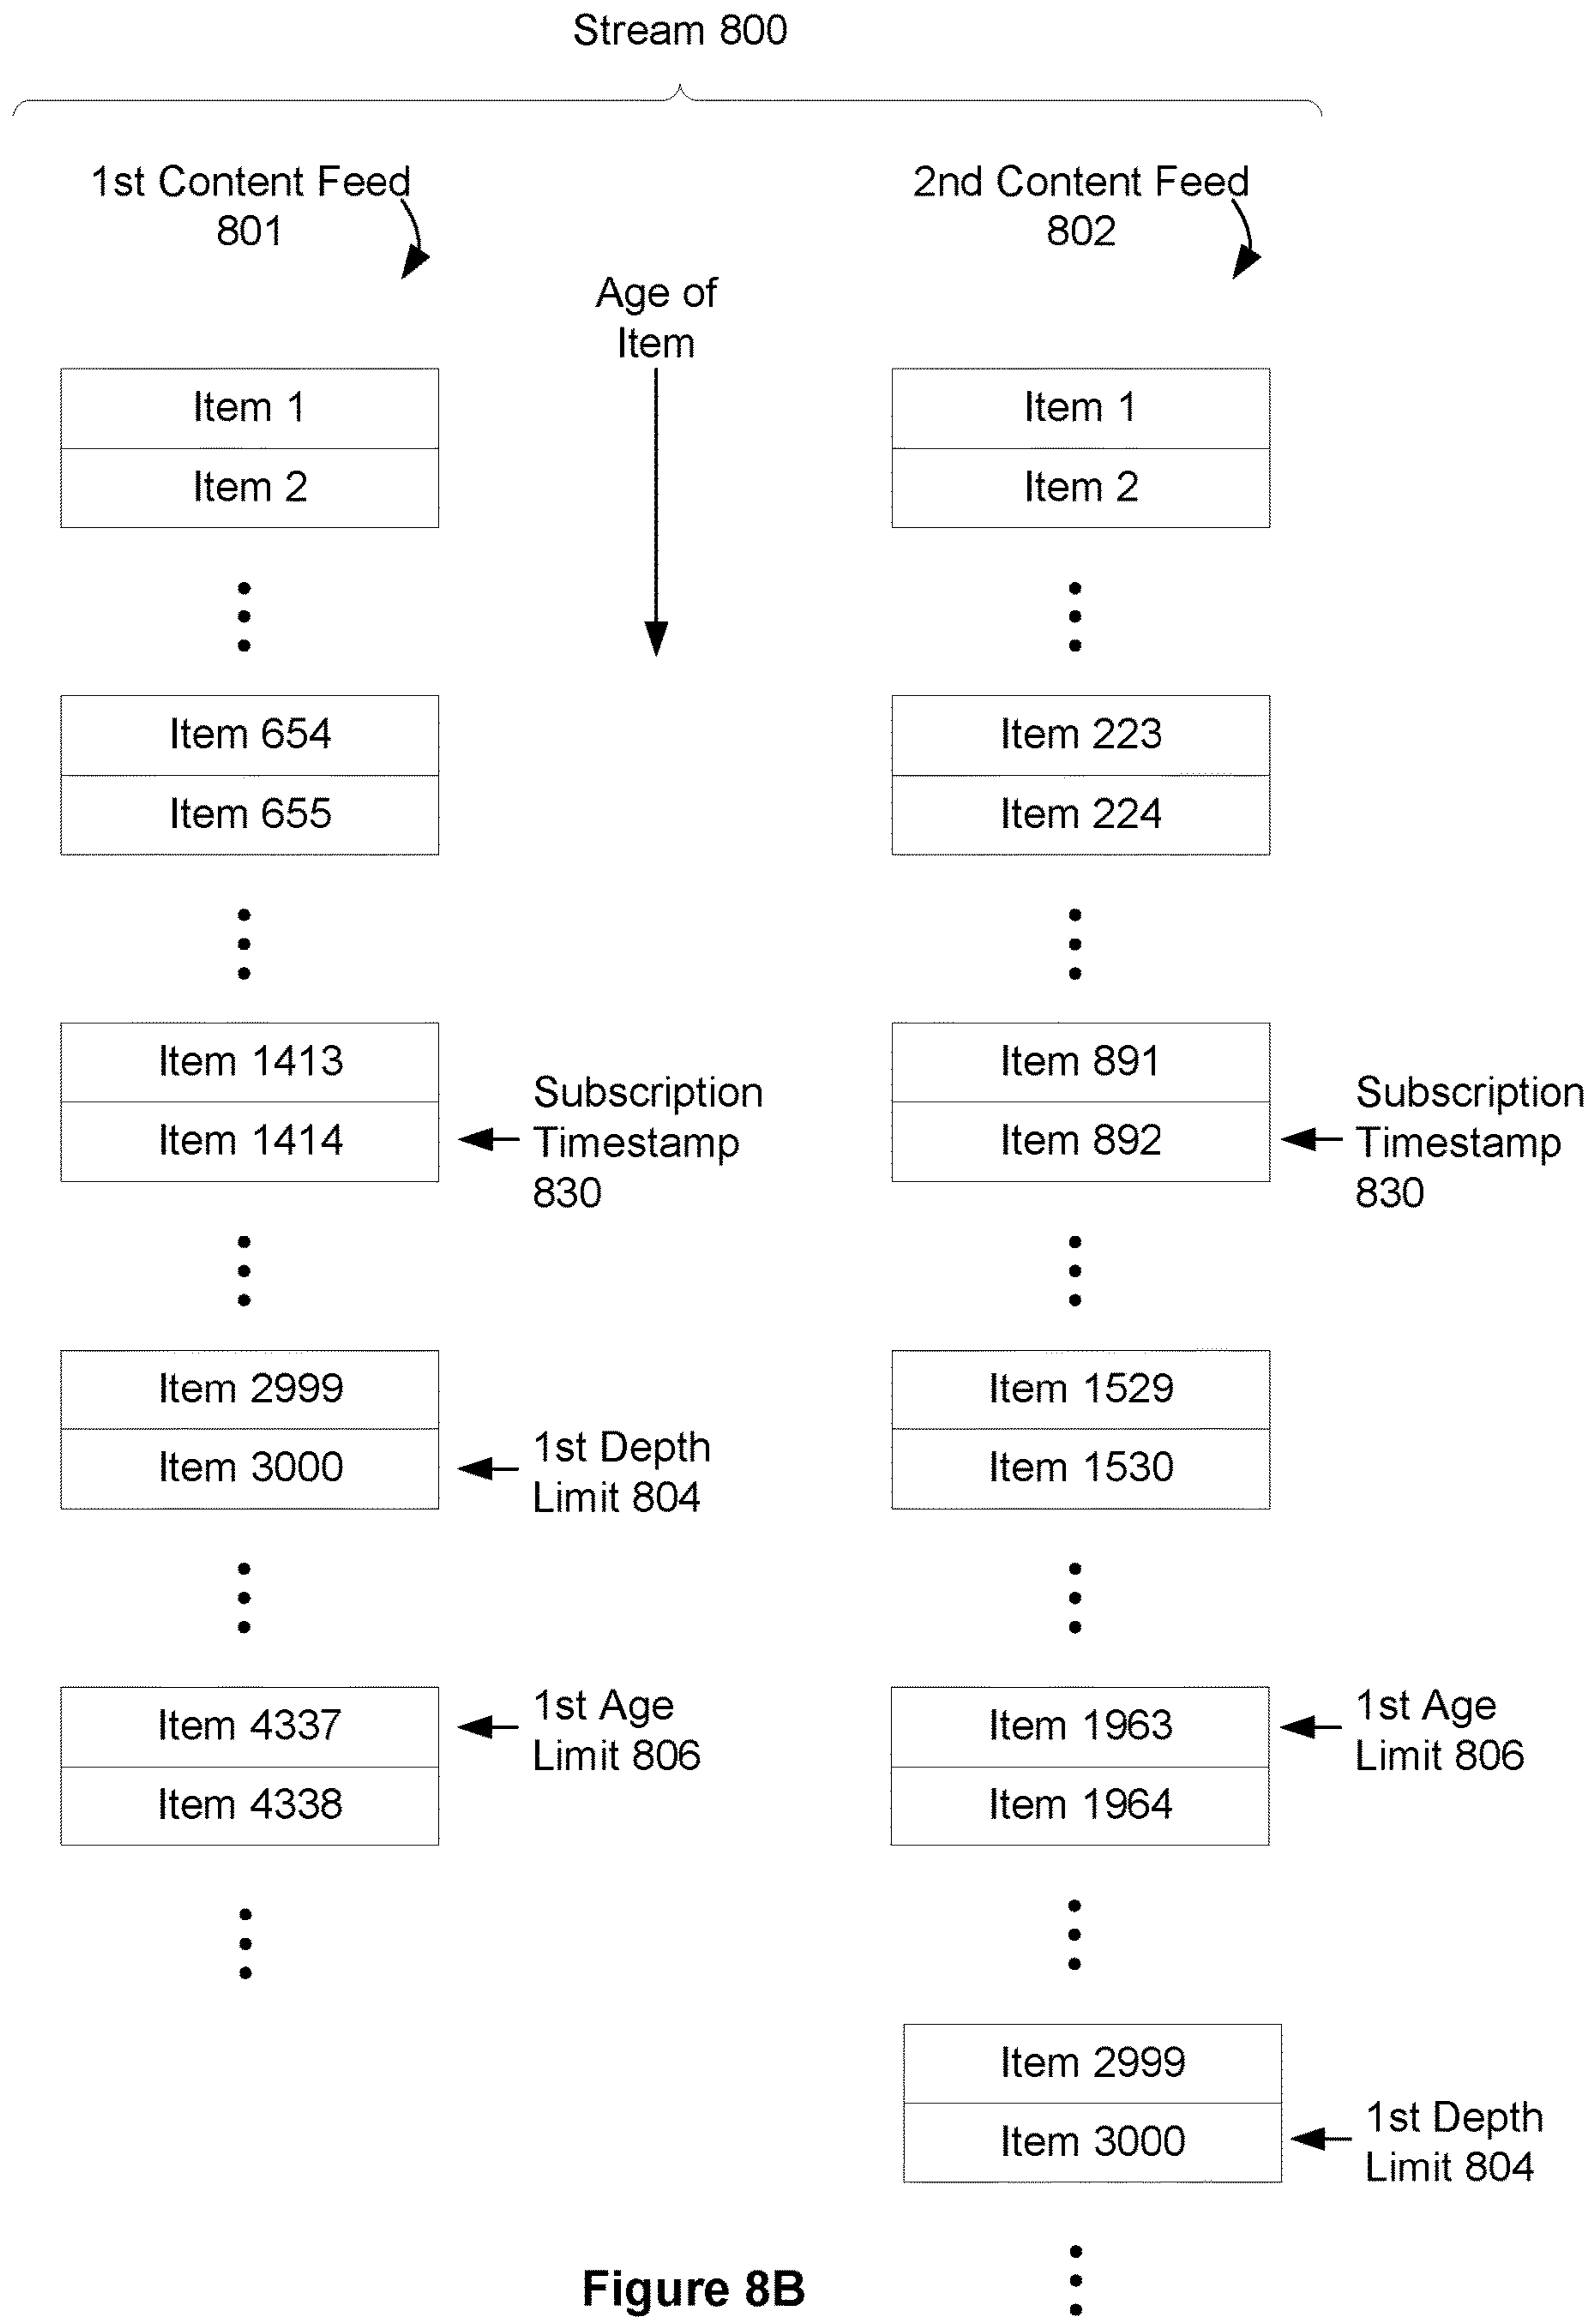 Stream 800
1st Content Feed
801
2nd Content Feed
802
Age of
Item
Item 1
Item 2
Item 1
Item 2
Item 654
Item 655
Item 223
Item 224
Item 1413
Item 1414
Subscription
Timestamp
830
Item 891
Item 892
Subscription
Timestamp
830
Item 2999
Item 3000
1st Depth
Limit 804
Item 1529
Item 1530
Item 4337
Item 4338
1st Age
Limit 806
Item 1963
Item 1964
1st Age
Limit 806
Item 2999
Item 3000
1st Depth
Limit 804
Figure 8B